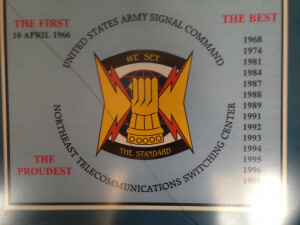 THE FIRST
10 APRIL 1966
UNITED STATES ARMY SIGNAL COMMAND
THE BEST
1968
1974
1981
1984
1987
1988
1989
1991
1992
1993
1994
1995
1996
WE SET
THE STANDARD
NORTHEAST TELECOMMUNICATIONS SWITCHING CENTER
THE
PROUDEST